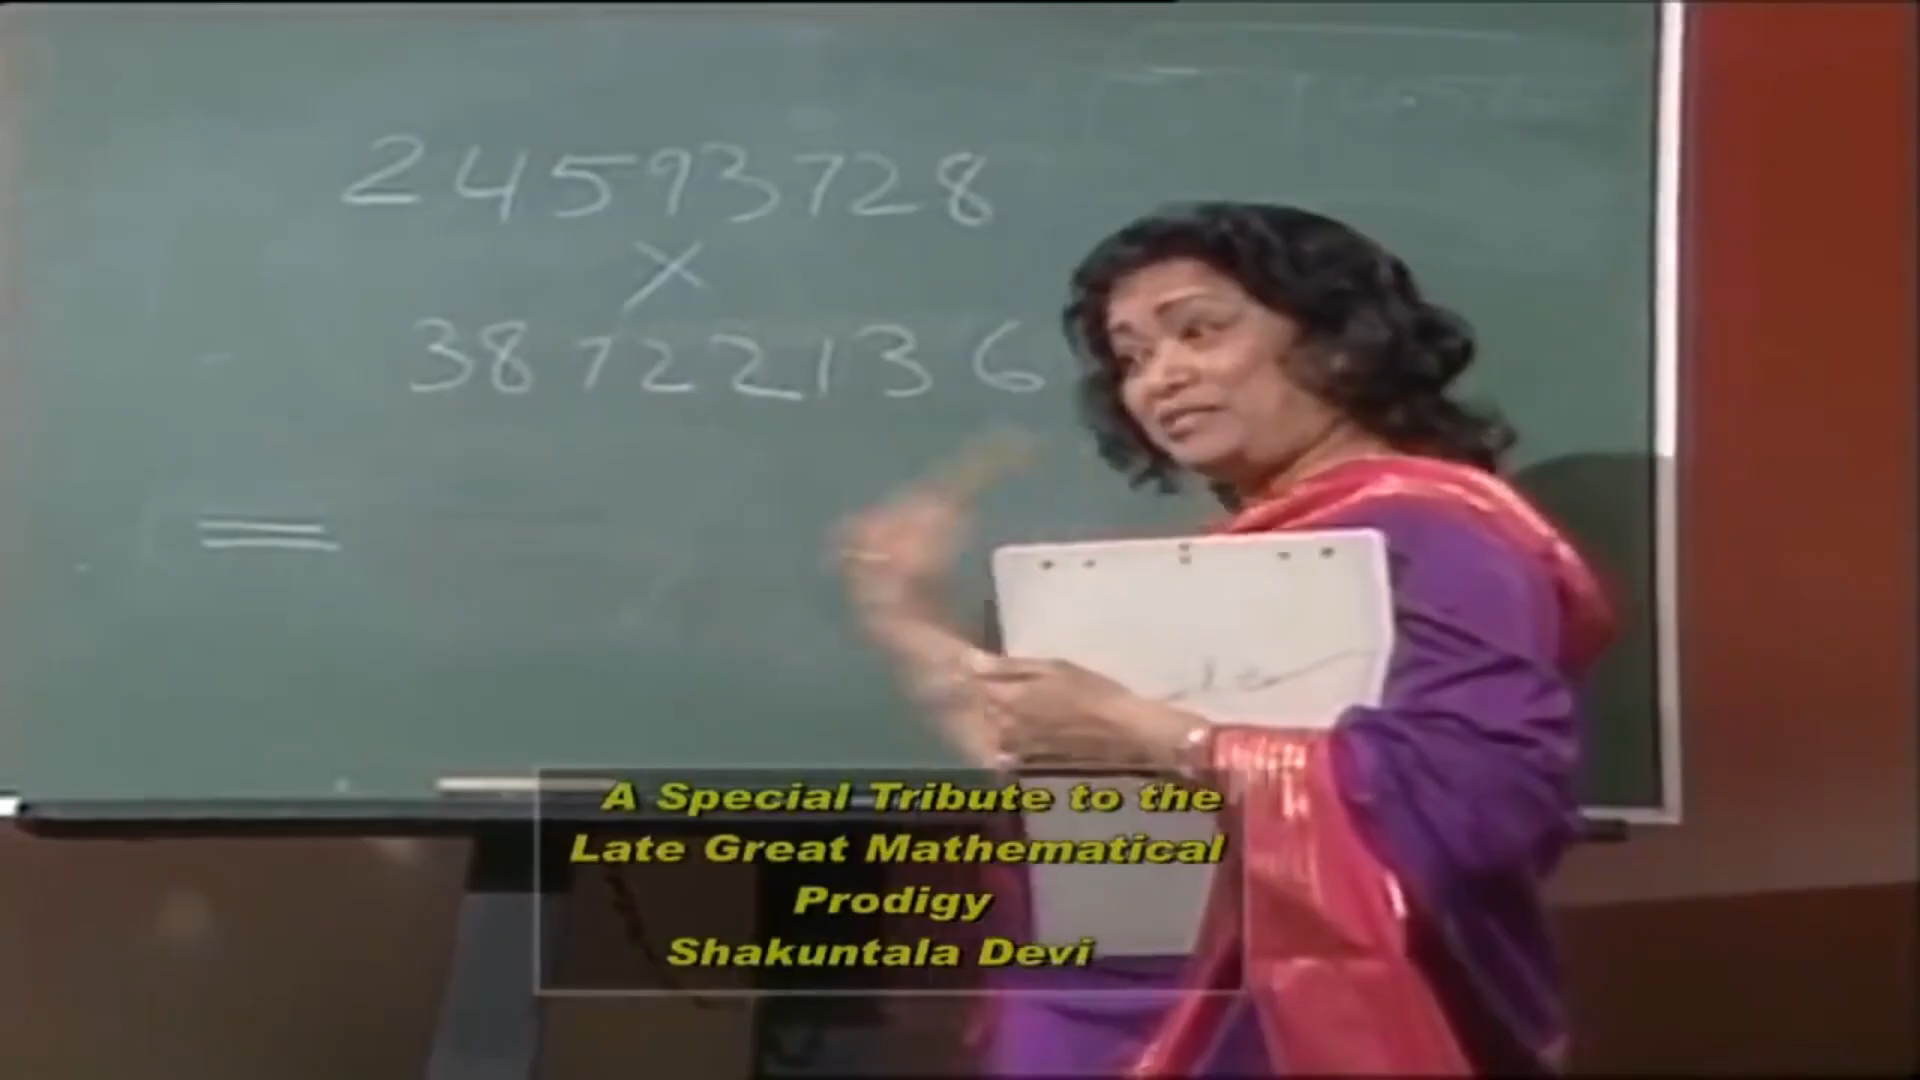 24593728
X
38722136
=
A Special Tribute to the
Late Great Mathematical
Prodigy
Shakuntala Devi